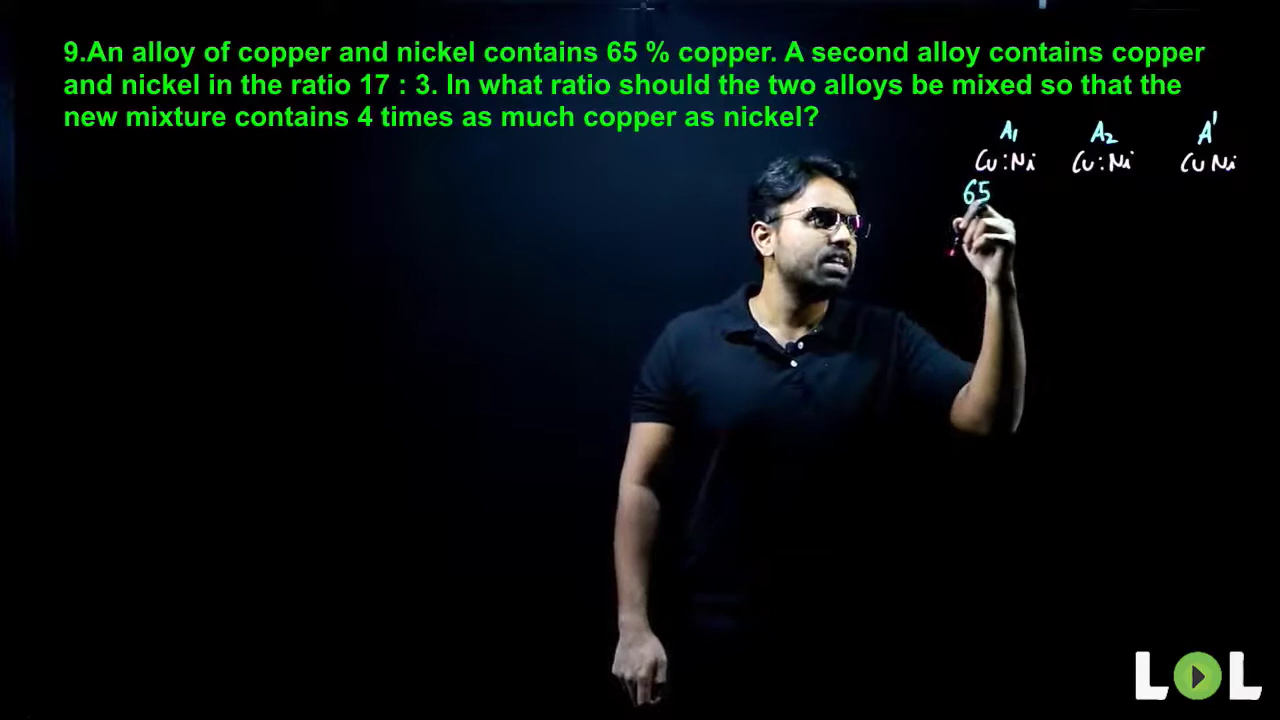 9.An alloy of copper and nickel contains 65 % copper. A second alloy contains copper
and nickel in the ratio 17 : 3. In what ratio should the two alloys be mixed so that the
new mixture contains 4 times as much copper as nickel?
A1 A2 A'
Cu:Ni Cu:Ni Cu Ni
65
LOL